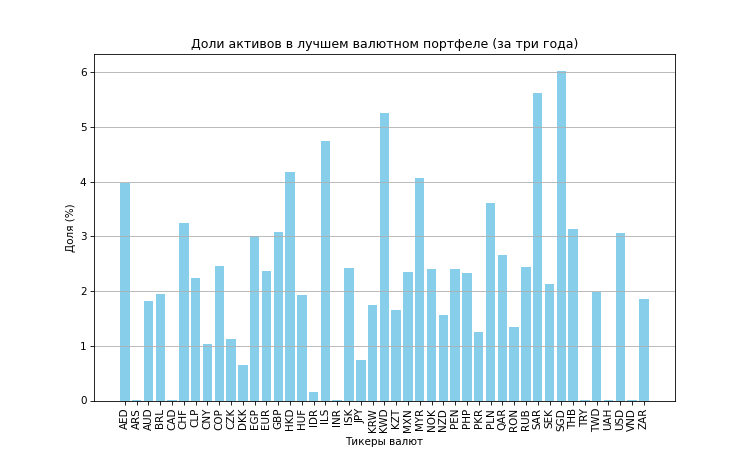 Доли активов в лучшем валютном портфеле (за три года)
Доля (%)
6
5
4
3
2
1
0
AED ARS AUD BRL CAD CHF CLP CNY COP CZK DKK EGP EUR GBP HKD HUF IDR ILS INR ISK JPY KRW KWD KZT MXN MYR NOK NZD PEN PHP PKR PLN QAR RON RUB SAR SEK SGD THB TRY TWD UAH USD VND ZAR
Тикеры валют